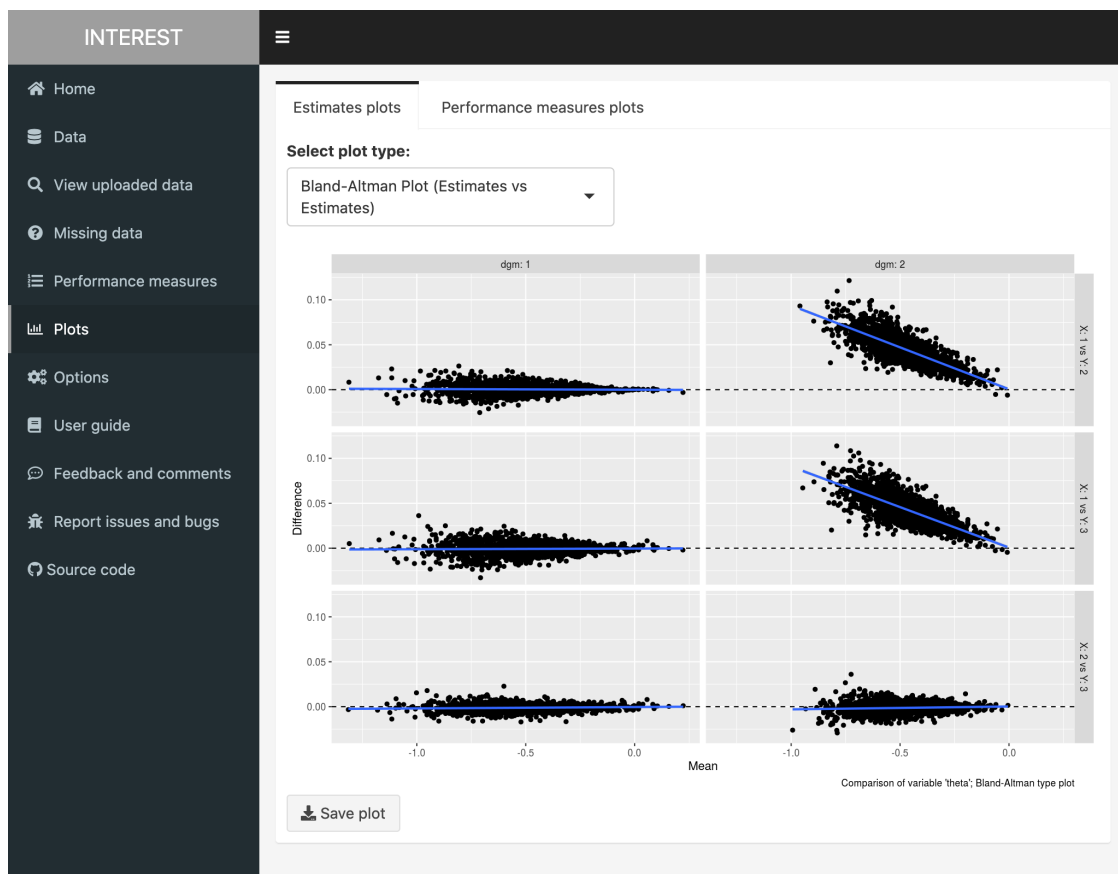 INTEREST
Home
Data
View uploaded data
Missing data
Performance measures
Plots
Options
User guide
Feedback and comments
Report issues and bugs
Source code
Estimates plots
Performance measures plots
Select plot type:
Bland-Altman Plot (Estimates vs
Estimates)
dgm: 1
dgm: 2
0.10
0.05
0.00
X: 1 vs Y: 2
0.10
0.05
0.00
X: 1 vs Y: 3
0.10
0.05
0.00
X: 2 vs Y: 3
Difference
-1.0
-0.5
0.0
-1.0
-0.5
0.0
Mean
Comparison of variable 'theta'; Bland-Altman type plot
Save plot